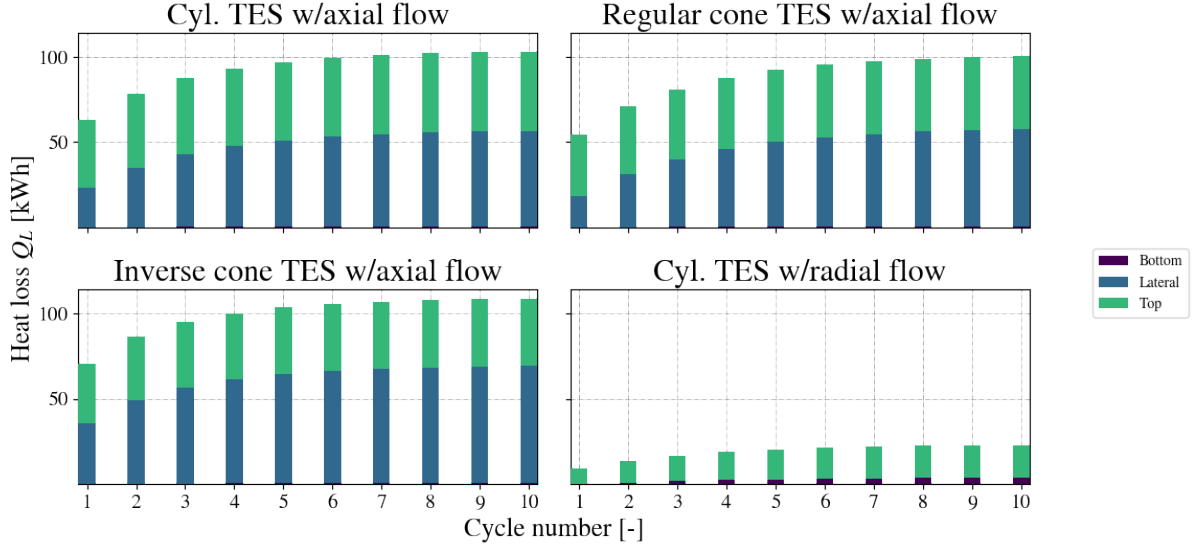 Cyl. TES w/axial flow
Regular cone TES w/axial flow
100
50
Inverse cone TES w/axial flow
Cyl. TES w/radial flow
100
50
1 2 3 4 5 6 7 8 9 10
1 2 3 4 5 6 7 8 9 10
Heat loss Q_L [kWh]
Cycle number [-]
Bottom
Lateral
Top